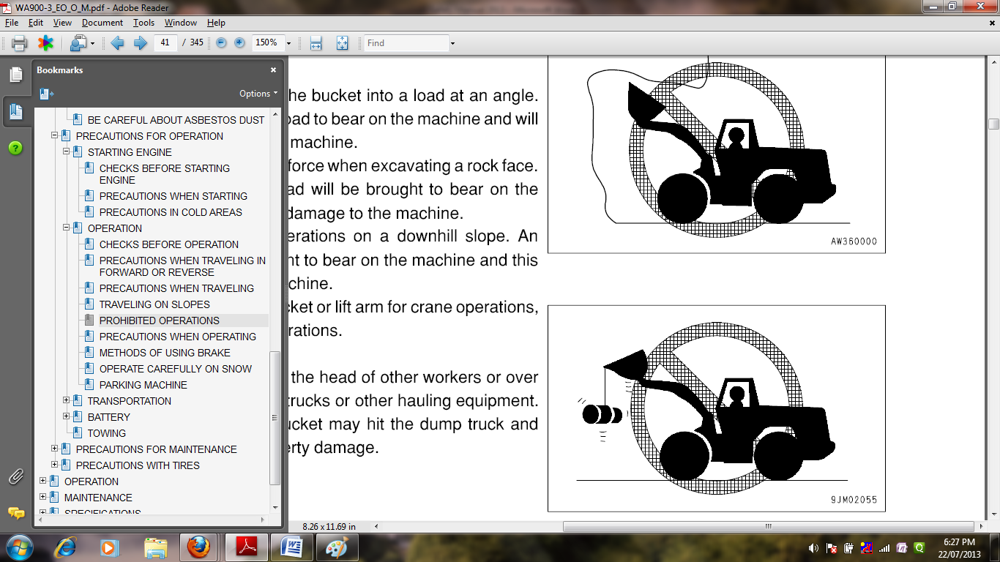 WA900-3_EO_O_M.pdf - Adobe Reader
File Edit View Document Tools Window Help
41 / 345 150% Find
Bookmarks
Options
BE CAREFUL ABOUT ASBESTOS DUST
PRECAUTIONS FOR OPERATION
STARTING ENGINE
CHECKS BEFORE STARTING
ENGINE
PRECAUTIONS WHEN STARTING
PRECAUTIONS IN COLD AREAS
OPERATION
CHECKS BEFORE OPERATION
PRECAUTIONS WHEN TRAVELING IN
FORWARD OR REVERSE
PRECAUTIONS WHEN TRAVELING
TRAVELING ON SLOPES
PROHIBITED OPERATIONS
PRECAUTIONS WHEN OPERATING
METHODS OF USING BRAKE
OPERATE CAREFULLY ON SNOW
PARKING MACHINE
TRANSPORTATION
BATTERY
TOWING
PRECAUTIONS FOR MAINTENANCE
PRECAUTIONS WITH TIRES
OPERATION
MAINTENANCE
SPECIFICATIONS
he bucket into a load at an angle.
oad to bear on the machine and will
machine.
force when excavating a rock face.
ad will be brought to bear on the
damage to the machine.
erations on a downhill slope. An
ht to bear on the machine and this
chine.
cket or lift arm for crane operations,
rations.
the head of other workers or over
trucks or other hauling equipment.
ucket may hit the dump truck and
erty damage.
AW360000
9JM02055
8.26 x 11.69 in
6:27 PM
22/07/2013